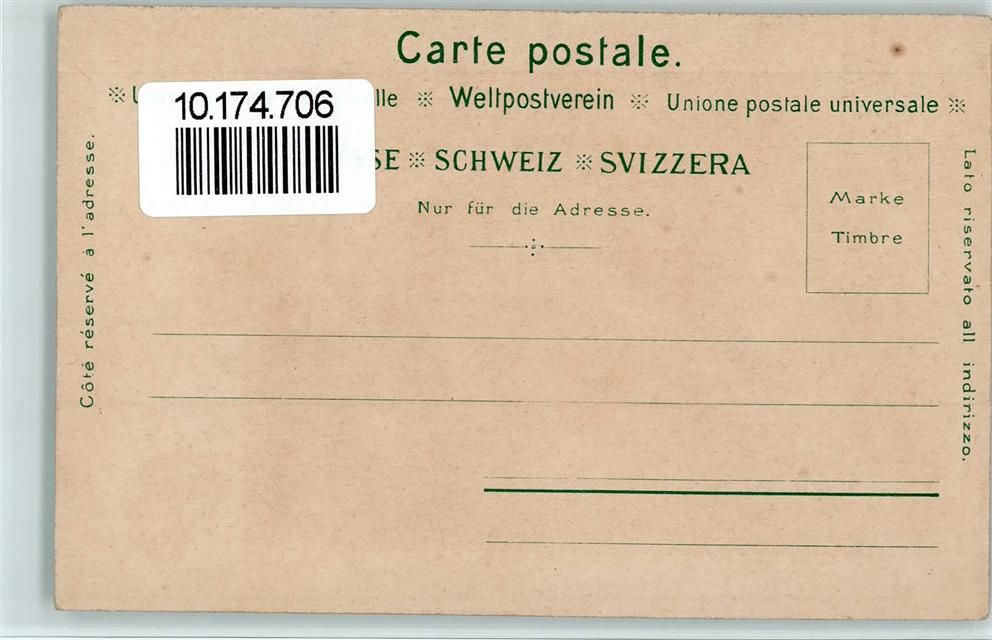 Carte postale.
10.174.706
lle ※ Weltpostverein ※ Unione postale universale ※
SE ※ SCHWEIZ ※ SVIZZERA
Nur für die Adresse.
Marke
Timbre
Côté réservé à l'adresse.
Lato riservato all indirizzo.